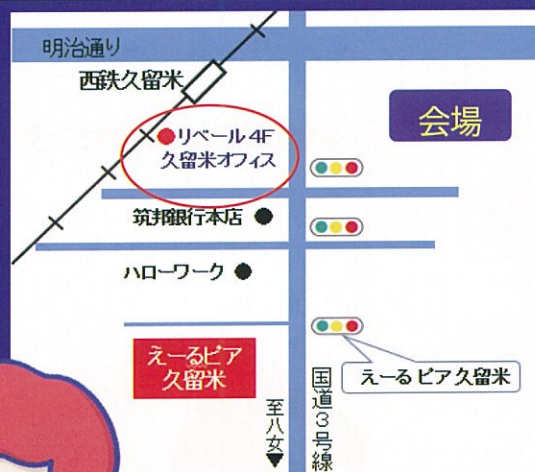 明治通り
西鉄久留米
会場
リベール4F
久留米オフィス
筑邦銀行本店
ハローワーク
えーるピア
久留米
えーるピア久留米
国道3号線
至八女